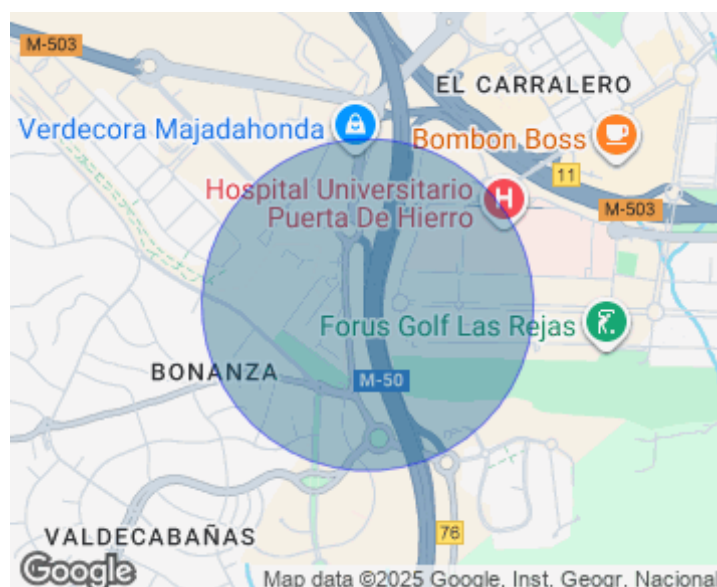 M-503
EL CARRALERO
Verdecora Majadahonda
Bombon Boss
11
Hospital Universitario
Puerta De Hierro
H
M-503
Forus Golf Las Rejas
BONANZA
M-50
VALDECABAÑAS
76
Google
Map data ©2025 Google, Inst. Geogr. Nacional